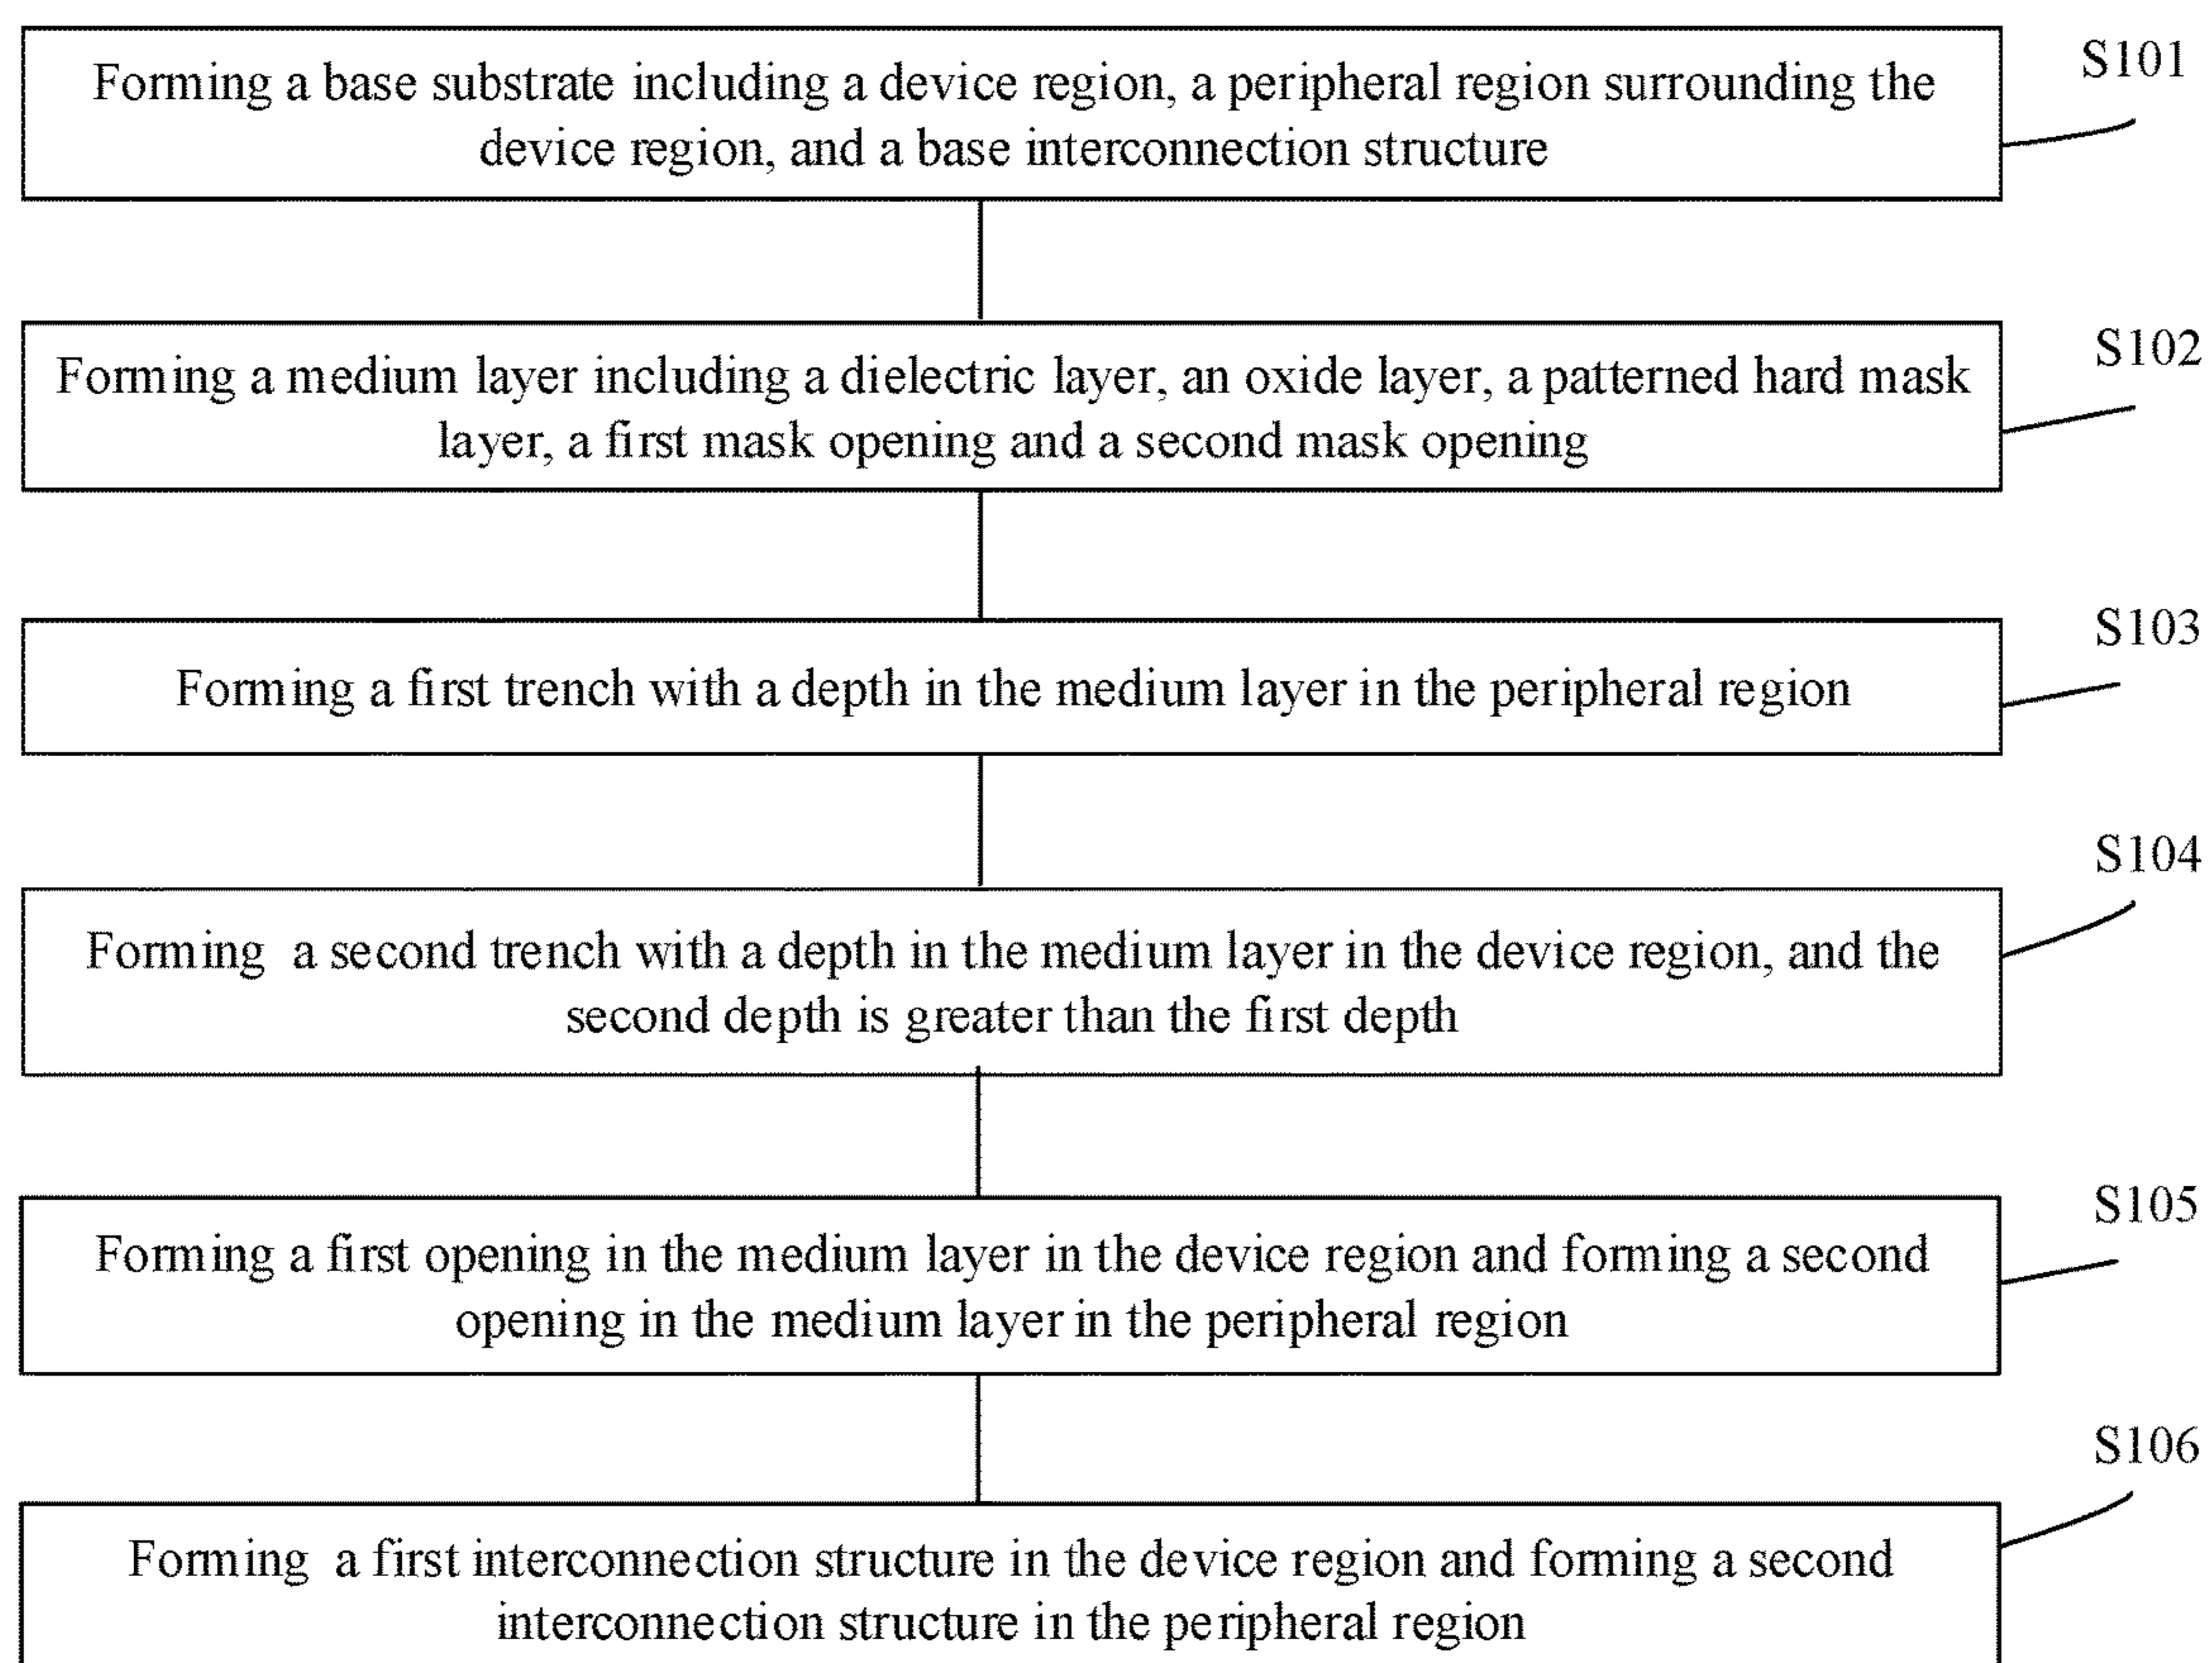 Forming a base substrate including a device region, a peripheral region surrounding the
device region, and a base interconnection structure
S101
Forming a medium layer including a dielectric layer, an oxide layer, a patterned hard mask
layer, a first mask opening and a second mask opening
S102
Forming a first trench with a depth in the medium layer in the peripheral region
S103
Forming a second trench with a depth in the medium layer in the device region, and the
second depth is greater than the first depth
S104
Forming a first opening in the medium layer in the device region and forming a second
opening in the medium layer in the peripheral region
S105
Forming a first interconnection structure in the device region and forming a second
interconnection structure in the peripheral region
S106